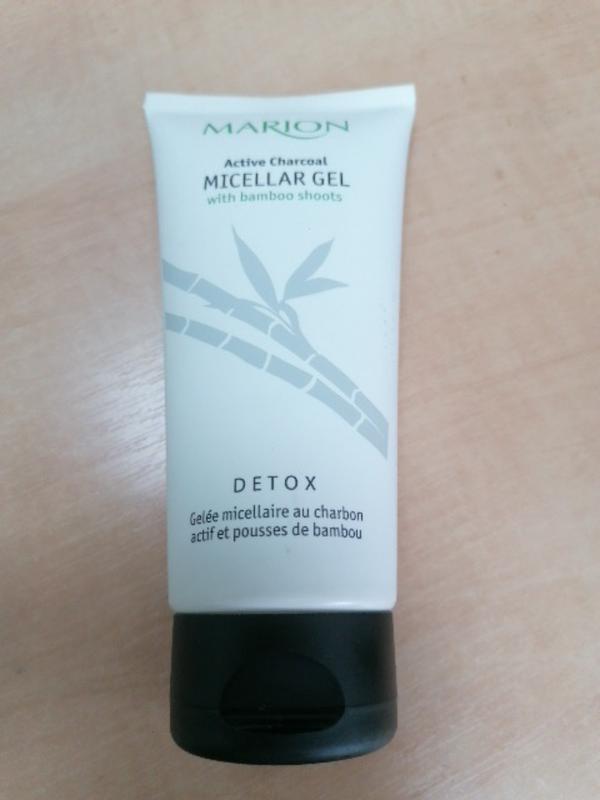 MARION
Active Charcoal
MICELLAR GEL
with bamboo shoots
DETOX
Gelée micellaire au charbon
actif et pousses de bambou